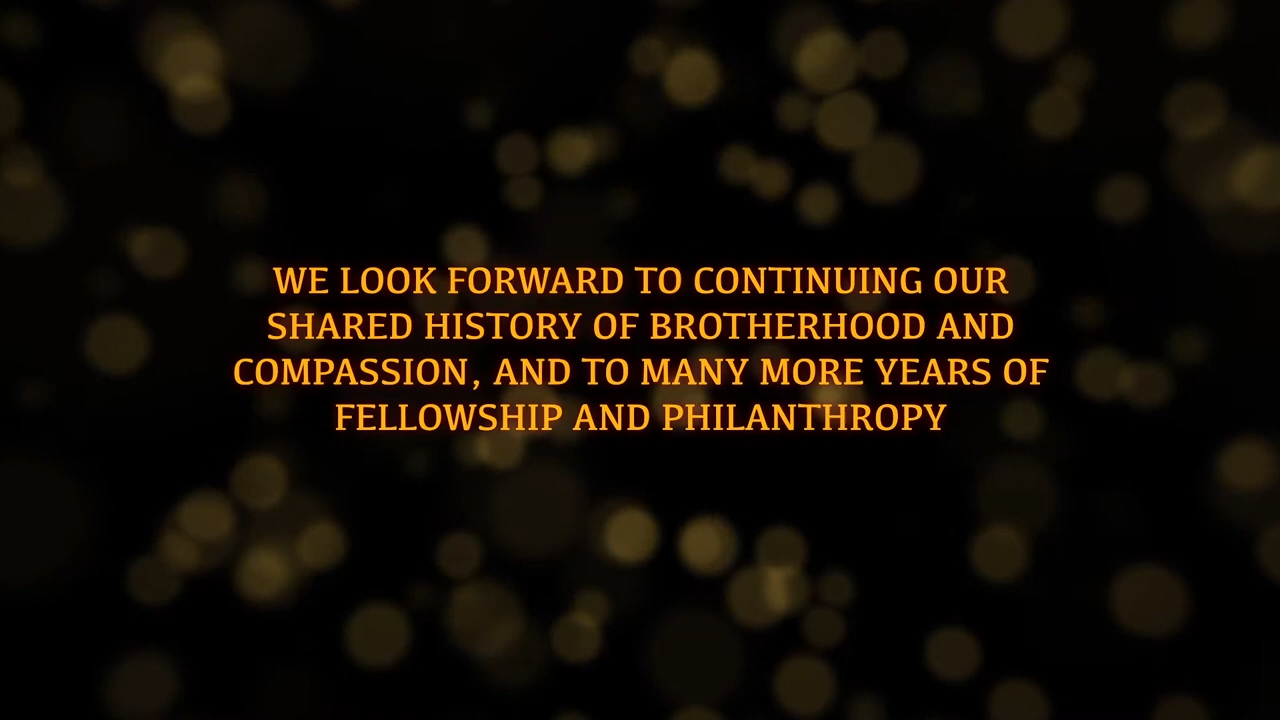 WE LOOK FORWARD TO CONTINUING OUR
SHARED HISTORY OF BROTHERHOOD AND
COMPASSION, AND TO MANY MORE YEARS OF
FELLOWSHIP AND PHILANTHROPY